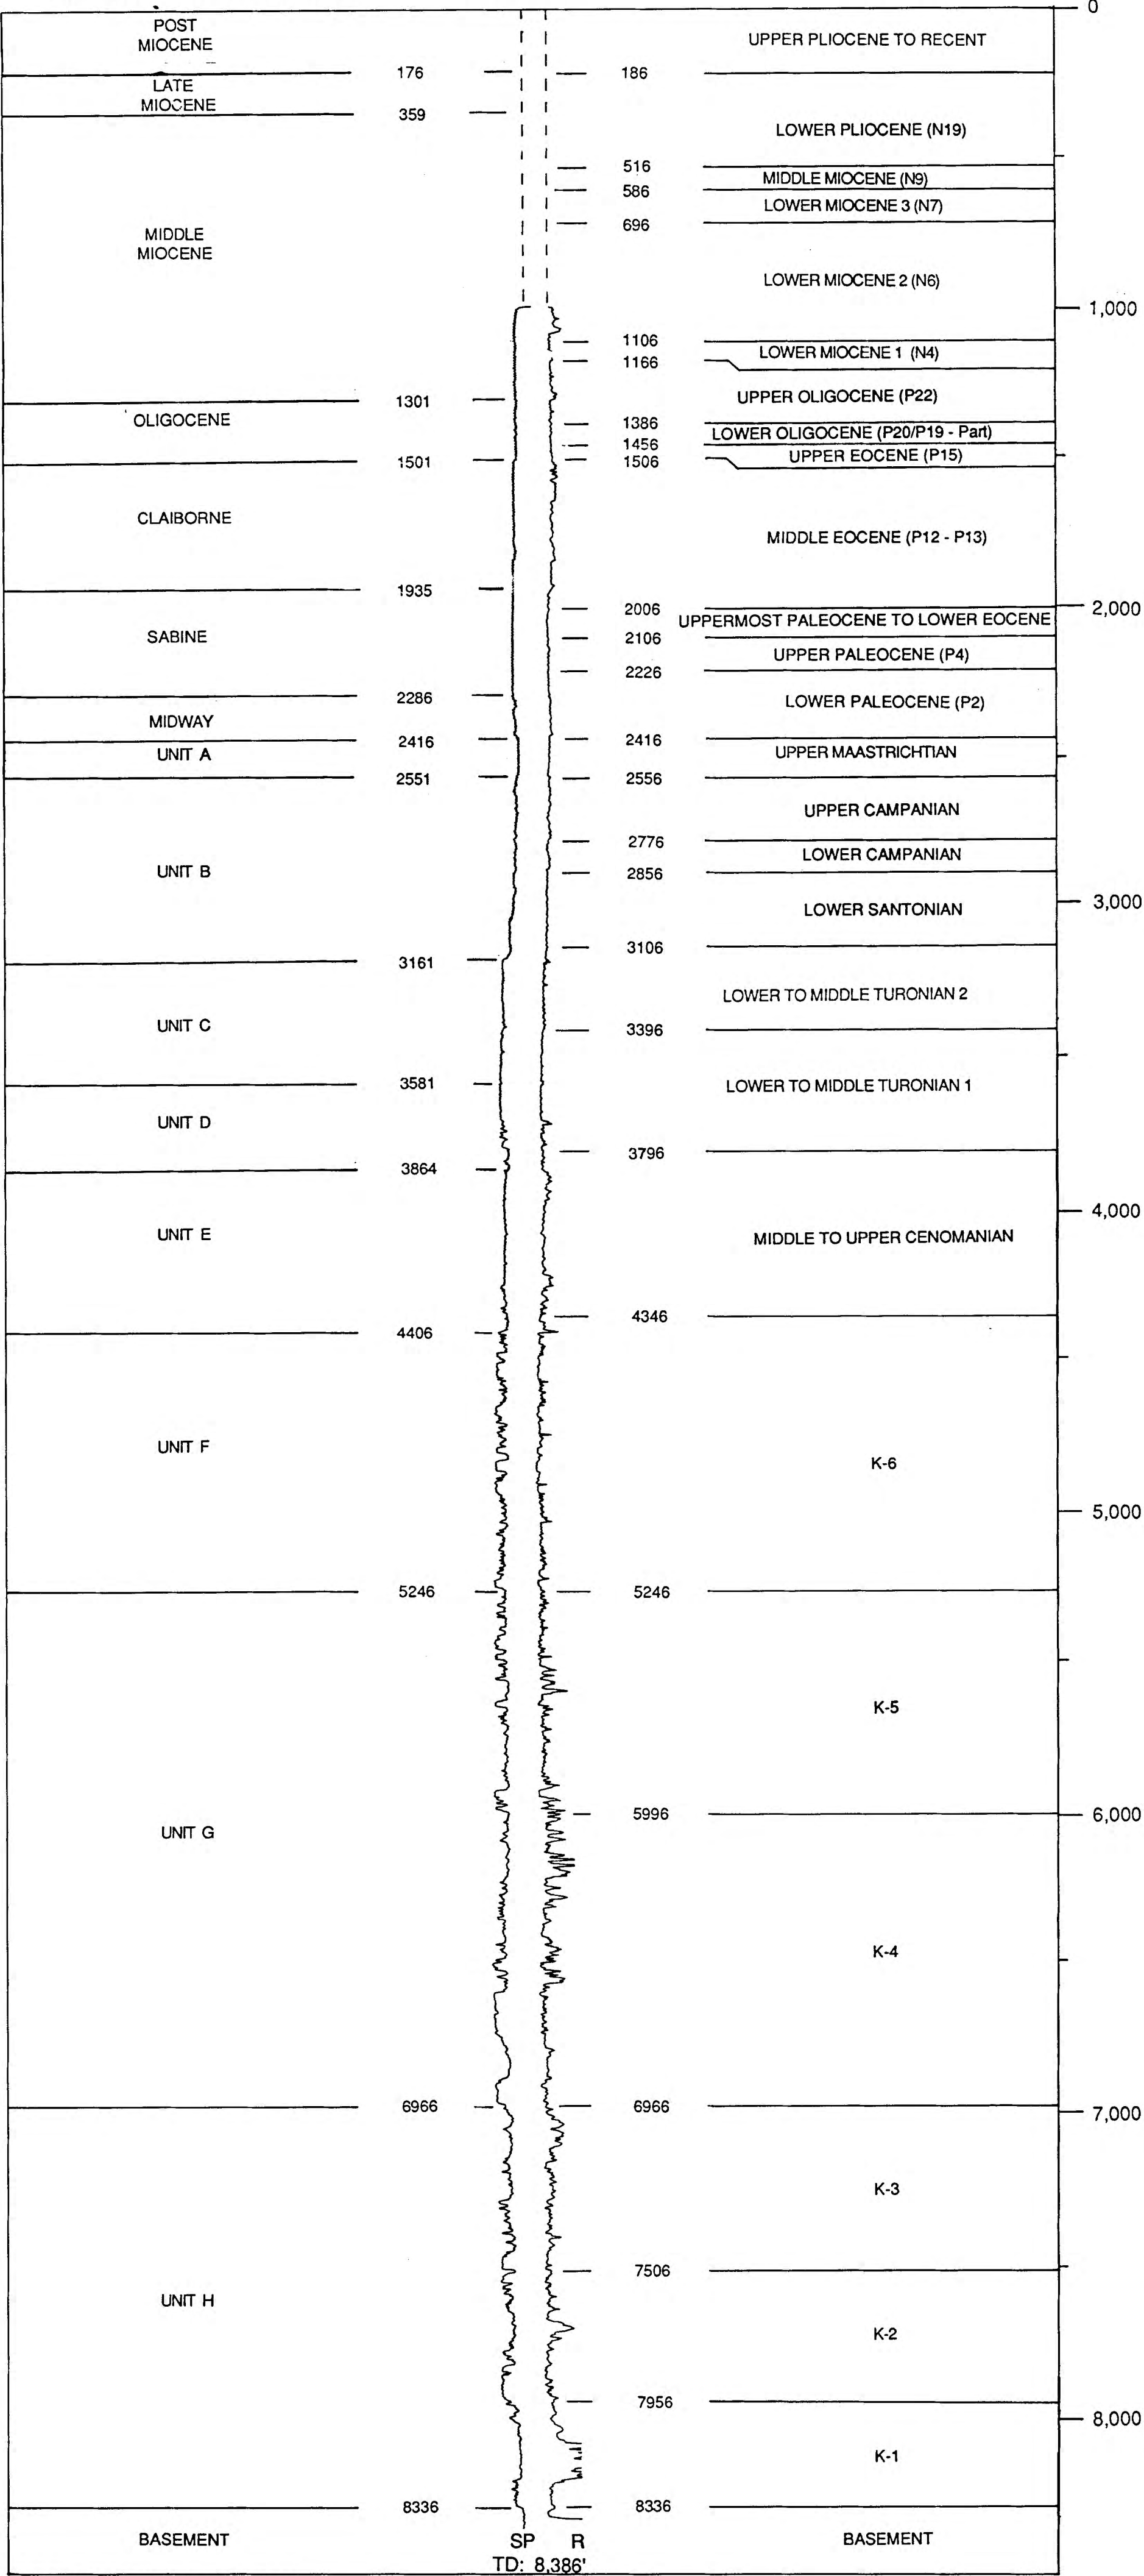 0
POST
MIOCENE
UPPER PLIOCENE TO RECENT
176
186
LATE
MIOCENE
359
LOWER PLIOCENE (N19)
516
MIDDLE MIOCENE (N9)
586
LOWER MIOCENE 3 (N7)
696
MIDDLE
MIOCENE
LOWER MIOCENE 2 (N6)
1,000
1106
LOWER MIOCENE 1 (N4)
1166
UPPER OLIGOCENE (P22)
1301
OLIGOCENE
1386
LOWER OLIGOCENE (P20/P19 - Part)
1456
UPPER EOCENE (P15)
1501
1506
CLAIBORNE
MIDDLE EOCENE (P12 - P13)
1935
2006
2,000
UPPERMOST PALEOCENE TO LOWER EOCENE
SABINE
2106
UPPER PALEOCENE (P4)
2226
2286
LOWER PALEOCENE (P2)
MIDWAY
2416
2416
UNIT A
UPPER MAASTRICHTIAN
2551
2556
UPPER CAMPANIAN
2776
LOWER CAMPANIAN
UNIT B
2856
3,000
LOWER SANTONIAN
3106
3161
LOWER TO MIDDLE TURONIAN 2
UNIT C
3396
3581
LOWER TO MIDDLE TURONIAN 1
UNIT D
3796
3864
4,000
UNIT E
MIDDLE TO UPPER CENOMANIAN
4346
4406
UNIT F
K-6
5,000
5246
5246
K-5
5996
6,000
UNIT G
K-4
6966
6966
7,000
K-3
7506
UNIT H
K-2
7956
8,000
K-1
8336
8336
BASEMENT
SP
R
BASEMENT
TD: 8,386'